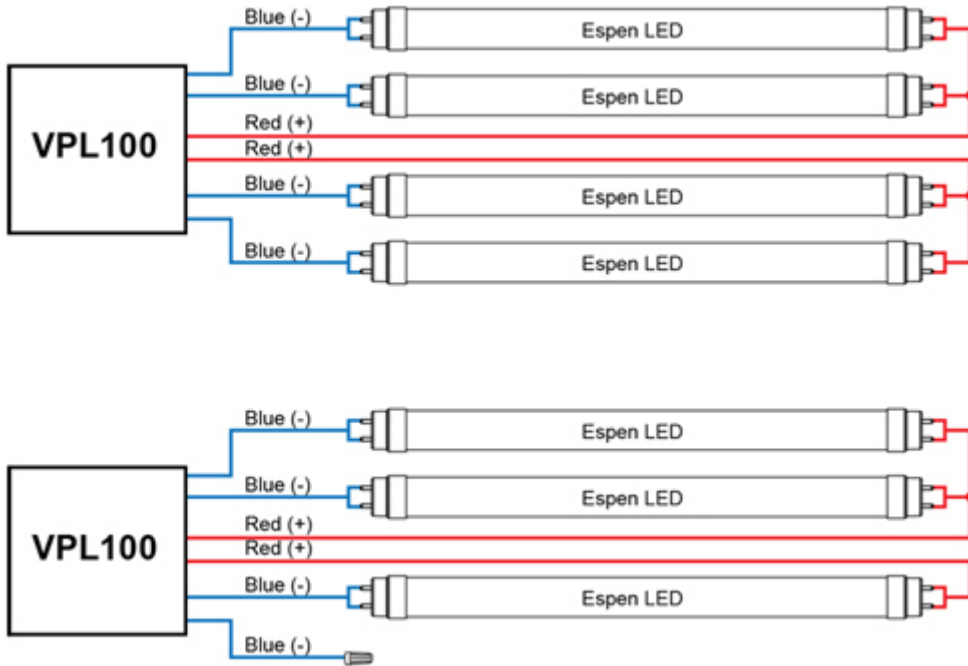 Blue (-)
Espen LED
Blue (-)
Espen LED
VPL100
Red (+)
Red (+)
Blue (-)
Espen LED
Blue (-)
Espen LED
Blue (-)
Espen LED
Blue (-)
Espen LED
VPL100
Red (+)
Red (+)
Blue (-)
Espen LED
Blue (-)